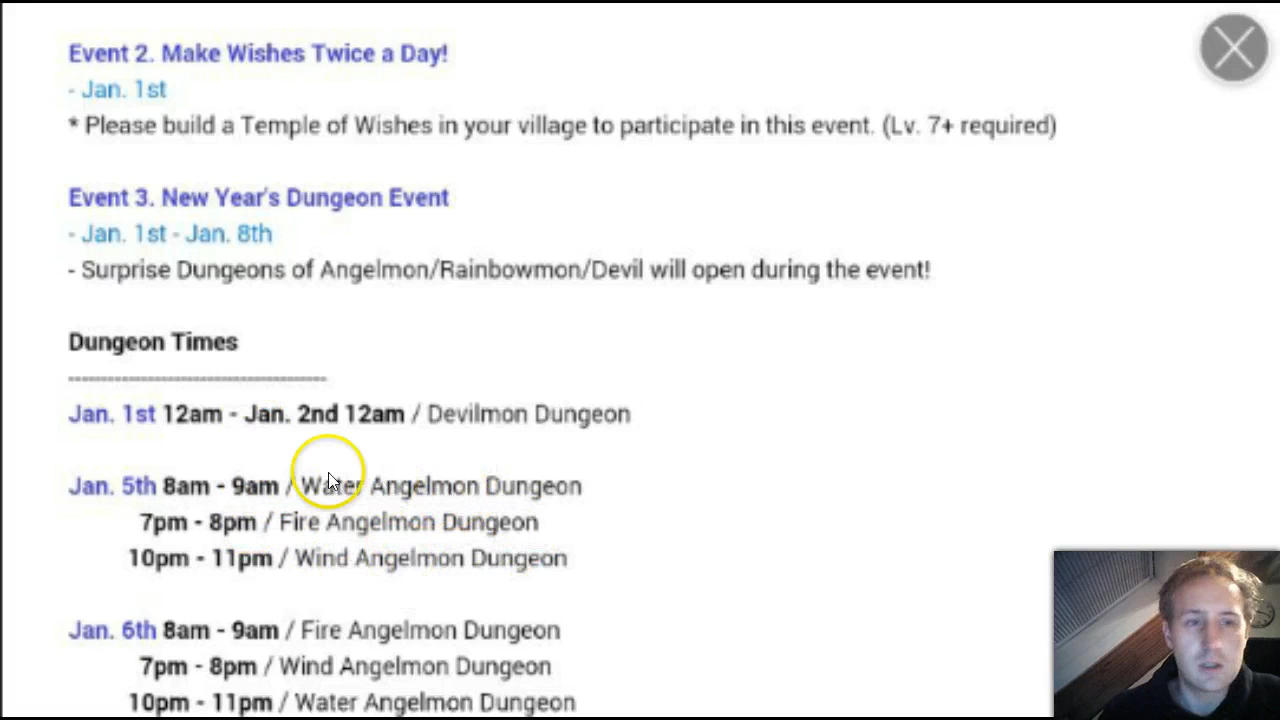 Event 2. Make Wishes Twice a Day!
- Jan. 1st
* Please build a Temple of Wishes in your village to participate in this event. (Lv. 7+ required)
Event 3. New Year's Dungeon Event
- Jan. 1st - Jan. 8th
- Surprise Dungeons of Angelmon/Rainbowmon/Devil will open during the event!
Dungeon Times
----------------------------------------
Jan. 1st 12am - Jan. 2nd 12am / Devilmon Dungeon
Jan. 5th 8am - 9am / Water Angelmon Dungeon
7pm - 8pm / Fire Angelmon Dungeon
10pm - 11pm / Wind Angelmon Dungeon
Jan. 6th 8am - 9am / Fire Angelmon Dungeon
7pm - 8pm / Wind Angelmon Dungeon
10pm - 11pm / Water Angelmon Dungeon